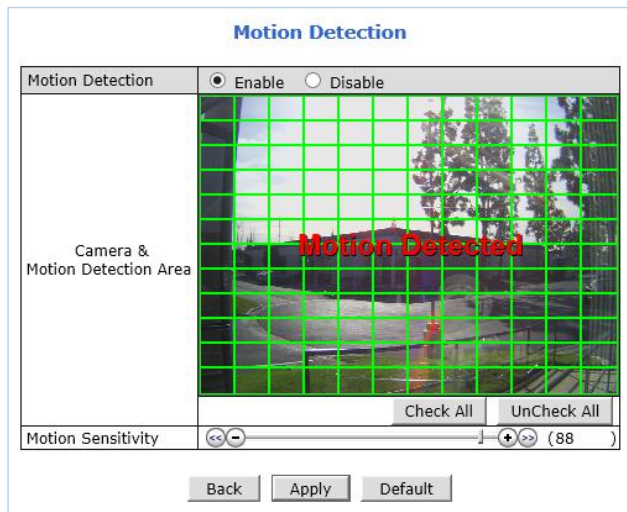 Motion Detection
Motion Detection Enable Disable
Motion Detected
Camera &
Motion Detection Area
Check All UnCheck All
Motion Sensitivity << - + >> (88 )
Back Apply Default